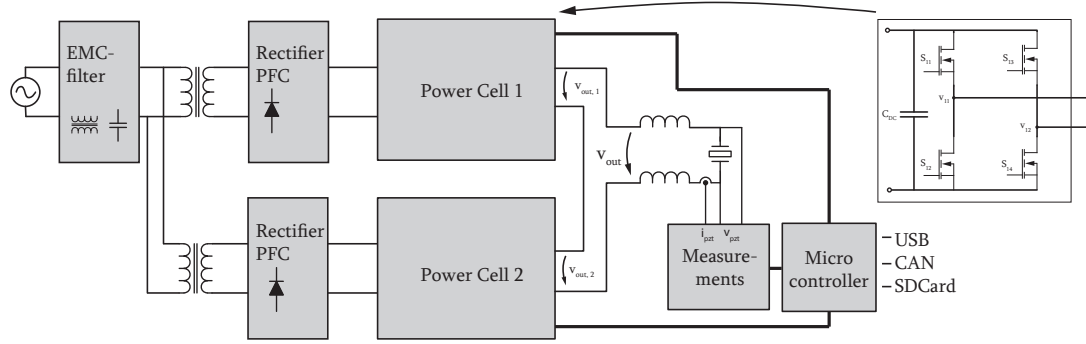 EMC-
filter
Rectifier
PFC
Power Cell 1
v_out, 1
v_out
Rectifier
PFC
Power Cell 2
v_out, 2
i_pzt
v_pzt
Measure-
ments
Micro
controller
USB
CAN
SDCard
C_DC
S_11
S_13
v_11
v_12
S_12
S_14